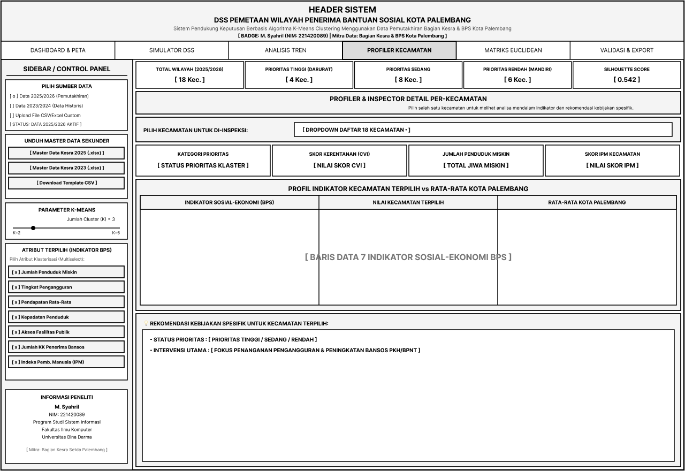 HEADER SISTEM
DSS PEMETAAN WILAYAH PENERIMA BANTUAN SOSIAL KOTA PALEMBANG
Sistem Pendukung Keputusan Berbasis Algoritma K-Means Clustering Menggunakan Data Pemutakhiran Bagian Kesra & BPS Kota Palembang
[ BADGE: M. Syahril (NIM: 221420089) | Mitra Data: Bagian Kesra & BPS Kota Palembang ]
DASHBOARD & PETA
SIMULATOR DSS
ANALISIS TREN
PROFILER KECAMATAN
MATRIKS EUCLIDEAN
VALIDASI & EXPORT
SIDEBAR / CONTROL PANEL
PILIH SUMBER DATA
[ x ] Data 2025/2026 (Pemutakhiran)
[ ] Data 2023/2024 (Data Historis)
[ ] Upload File CSV/Excel Custom
[ STATUS: DATA 2025/2026 AKTIF ]
UNDUH MASTER DATA SEKUNDER
[ Master Data Kesra 2025 (.xlsx) ]
[ Master Data Kesra 2023 (.xlsx) ]
[ Download Template CSV ]
PARAMETER K-MEANS
Jumlah Cluster (K) = 3
K=2
K=5
ATRIBUT TERPILIH (INDIKATOR BPS)
Pilih Atribut Klasterisasi (Multiselect):
[ x ] Jumlah Penduduk Miskin
[ x ] Tingkat Pengangguran
[ x ] Pendapatan Rata-Rata
[ x ] Kepadatan Penduduk
[ x ] Akses Fasilitas Publik
[ x ] Jumlah KK Penerima Bansos
[ x ] Indeks Pemb. Manusia (IPM)
INFORMASI PENELITI
M. Syahril
NIM: 221420089
Program Studi Sistem Informasi
Fakultas Ilmu Komputer
Universitas Bina Darma
[ Mitra: Bagian Kesra Setda Palembang ]
TOTAL WILAYAH (2025/2026)
[ 18 Kec. ]
PRIORITAS TINGGI (DARURAT)
[ 4 Kec. ]
PRIORITAS SEDANG
[ 8 Kec. ]
PRIORITAS RENDAH (MANDIRI)
[ 6 Kec. ]
SILHOUETTE SCORE
[ 0.542 ]
PROFILER & INSPECTOR DETAIL PER-KECAMATAN
Pilih salah satu kecamatan untuk melihat analisa mendalam indikator dan rekomendasi kebijakan spesifik.
PILIH KECAMATAN UNTUK DI-INSPEKSI:
[ DROPDOWN DAFTAR 18 KECAMATAN - ]
KATEGORI PRIORITAS
[ STATUS PRIORITAS KLASTER ]
SKOR KERENTANAN (CVI)
[ NILAI SKOR CVI ]
JUMLAH PENDUDUK MISKIN
[ TOTAL JIWA MISKIN ]
SKOR IPM KECAMATAN
[ NILAI SKOR IPM ]
PROFIL INDIKATOR KECAMATAN TERPILIH vs RATA-RATA KOTA PALEMBANG
INDIKATOR SOSIAL-EKONOMI (BPS)
NILAI KECAMATAN TERPILIH
RATA-RATA KOTA PALEMBANG
[ BARIS DATA 7 INDIKATOR SOSIAL-EKONOMI BPS ]
REKOMENDASI KEBIJAKAN SPESIFIK UNTUK KECAMATAN TERPILIH:
- STATUS PRIORITAS : [ PRIORITAS TINGGI / SEDANG / RENDAH ]
- INTERVENSI UTAMA : [ FOKUS PENANGANAN PENGANGGURAN & PENINGKATAN BANSOS PKH/BPNT ]